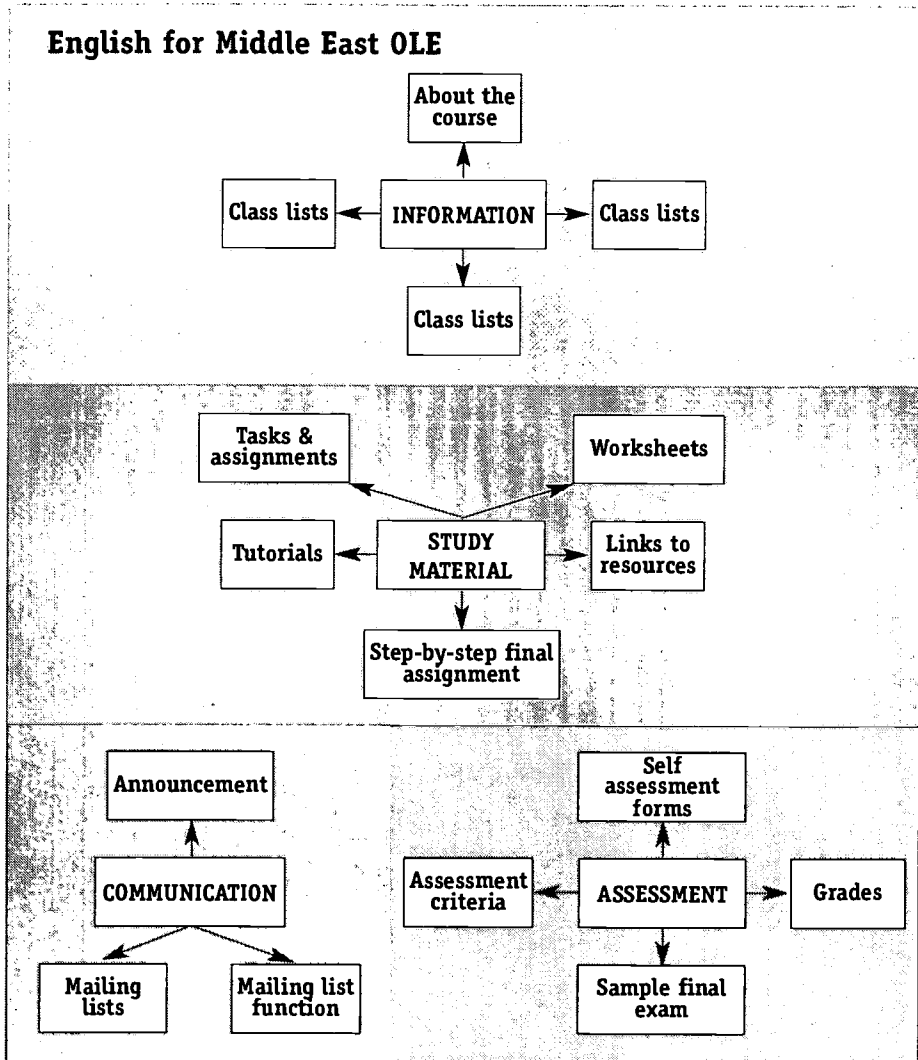 English for Middle East OLE
About the
course
Class lists
INFORMATION
Class lists
Class lists
Tasks &
assignments
Worksheets
Tutorials
STUDY
MATERIAL
Links to
resources
Step-by-step final
assignment
Announcement
COMMUNICATION
Mailing
lists
Mailing list
function
Self
assessment
forms
Assessment
criteria
ASSESSMENT
Grades
Sample final
exam